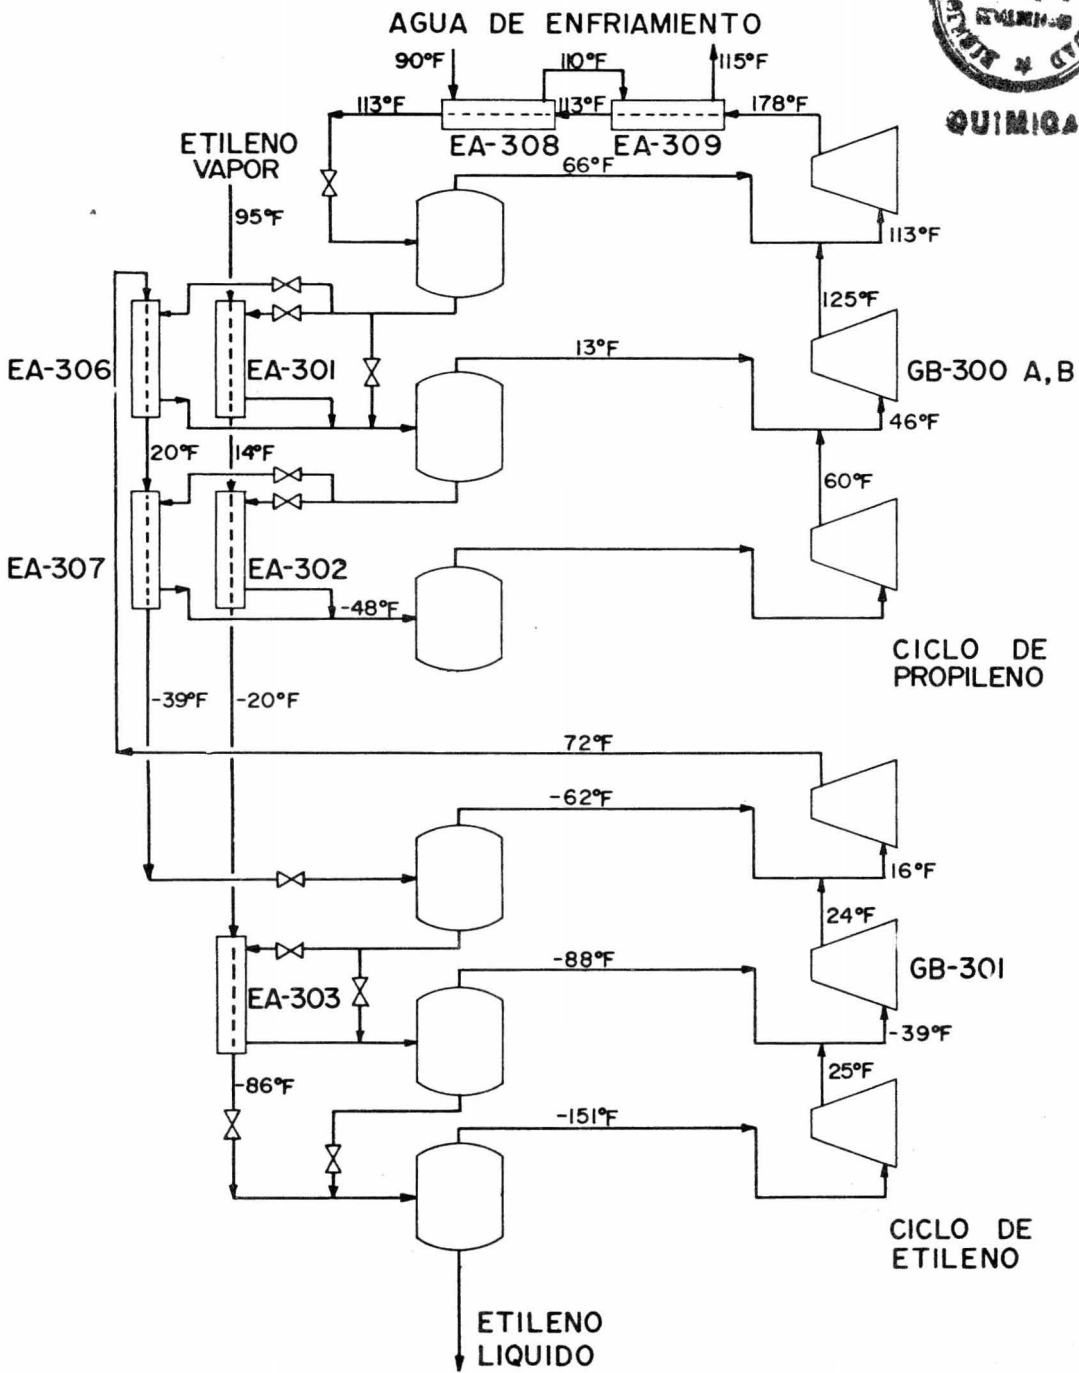 AGUA DE ENFRIAMIENTO
90°F
110°F
115°F
113°F
113°F
178°F
EA-308
EA-309
ETILENO
VAPOR
66°F
QUIMICA
95°F
113°F
125°F
EA-306
EA-301
13°F
GB-300 A, B
46°F
20°F
14°F
60°F
EA-307
EA-302
-48°F
CICLO DE
PROPILENO
-39°F
-20°F
72°F
-62°F
16°F
24°F
-88°F
GB-301
EA-303
-39°F
-86°F
25°F
-151°F
CICLO DE
ETILENO
ETILENO
LIQUIDO